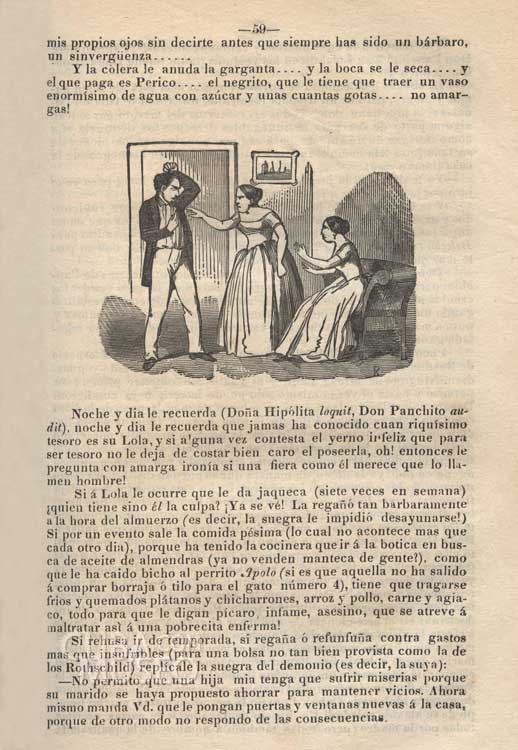 —59—
mis propios ojos sin decirte antes que siempre has sido un bárbaro,
un sinvergüenza......
Y la cólera le anuda la garganta.... y la boca se le seca.... y
el que paga es Perico.... el negrito, que le tiene que traer un vaso
enormísimo de agua con azúcar y unas cuantas gotas.... no amar-
gas!
Noche y dia le recuerda (Doña Hipólita loquit, Don Panchito au-
dit), noche y dia le recuerda que jamas ha conocido cuan riquísimo
tesoro es su Lola, y si a'guna vez contesta el yerno infeliz que para
ser tesoro no le deja de costar bien caro el poseerla, oh! entonces le
pregunta con amarga ironía si una fiera como él merece que lo lla-
men hombre!
Si á Lola le ocurre que le da jaqueca (siete veces en semana)
¡quien tiene sino él la culpa? ¡Ya se vé! La regañó tan barbaramente
a la hora del almuerzo (es decir, la suegra le impidió desayunarse!)
Si por un evento sale la comida pésima (lo cual no acontece mas que
cada otro dia), porque ha tenido la cocinera que ir á la botica en bus-
ca de aceite de almendras (ya no venden manteca de gente?). como
que le ha caido bicho al perrito Apolo (si es que aquella no ha salido
á comprar borraja ó tilo para el gato número 4), tiene que tragarse
frios y quemados plátanos y chicharrones, arroz y pollo, carne y agia-
co, todo para que le digan pícaro, infame, asesino, que se atreve á
maltratar asì á una pobrecita enferma!
Si rehusa ir de temporada, si regaña ó refunfuña contra gastos
mas que insufribles (para una bolsa no tan bien provista como la de
los Rothschild) replicale la suegra del demonio (es decir, la suya):
—No permito que una hija mia tenga que sufrir miserias porque
su marido se haya propuesto ahorrar para mantener vicios. Ahora
mismo manda Vd. que le pongan puertas y ventanas nuevas á la casa,
porque de otro modo no respondo de las consecuencias.